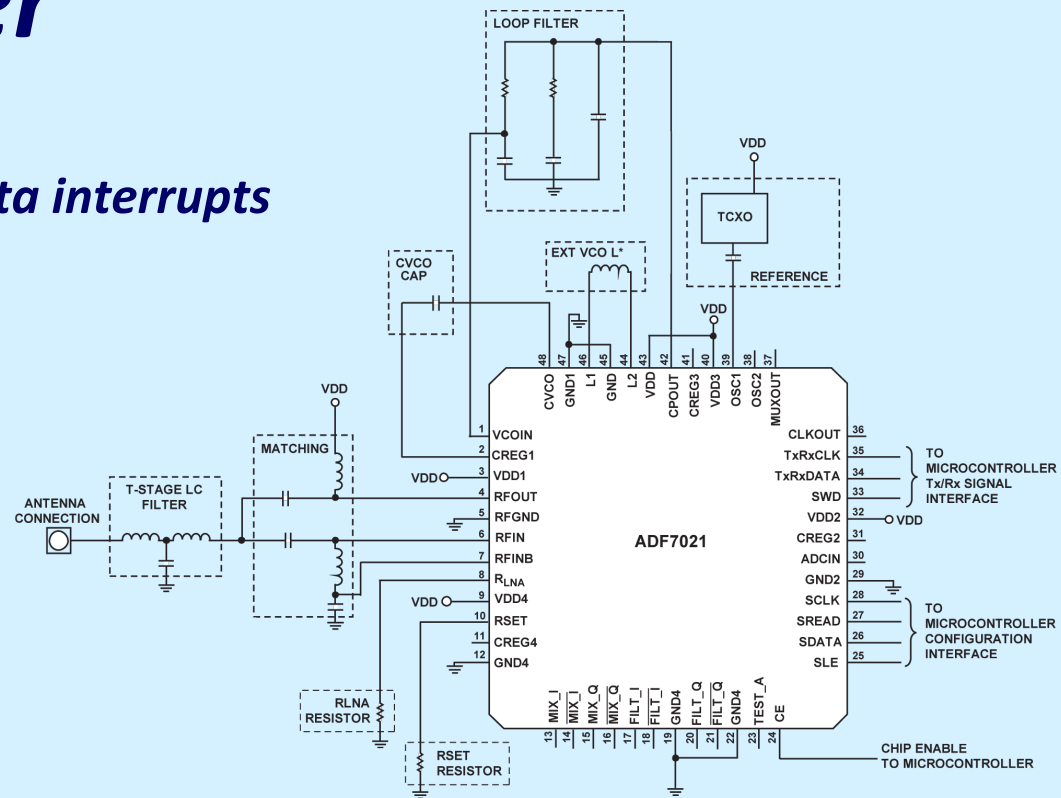 er
ta interrupts
LOOP FILTER
VDD
TCXO
REFERENCE
EXT VCO L*
CVCO
CAP
VDD
48 47 46 45 44 43 42 41 40 39 38 37
CVCO GND1 L1 GND L2 VDD CPOUT CREG3 VDD3 OSC1 OSC2 MUXOUT
VDD
MATCHING
T-STAGE LC
FILTER
ANTENNA
CONNECTION
1 VCOIN
2 CREG1
VDD 3 VDD1
4 RFOUT
5 RFGND
6 RFIN
7 RFINB
8 RLNA
VDD 9 VDD4
10 RSET
11 CREG4
12 GND4
ADF7021
CLKOUT 36
TxRxCLK 35
TxRxDATA 34
SWD 33
VDD2 32 VDD
CREG2 31
ADCIN 30
GND2 29
SCLK 28
SREAD 27
SDATA 26
SLE 25
TO
MICROCONTROLLER
Tx/Rx SIGNAL
INTERFACE
TO
MICROCONTROLLER
CONFIGURATION
INTERFACE
MIX_I MIX_I MIX_Q MIX_Q FILT_I FILT_I GND4 FILT_Q FILT_Q GND4 TEST_A CE
13 14 15 16 17 18 19 20 21 22 23 24
RLNA
RESISTOR
RSET
RESISTOR
CHIP ENABLE
TO MICROCONTROLLER